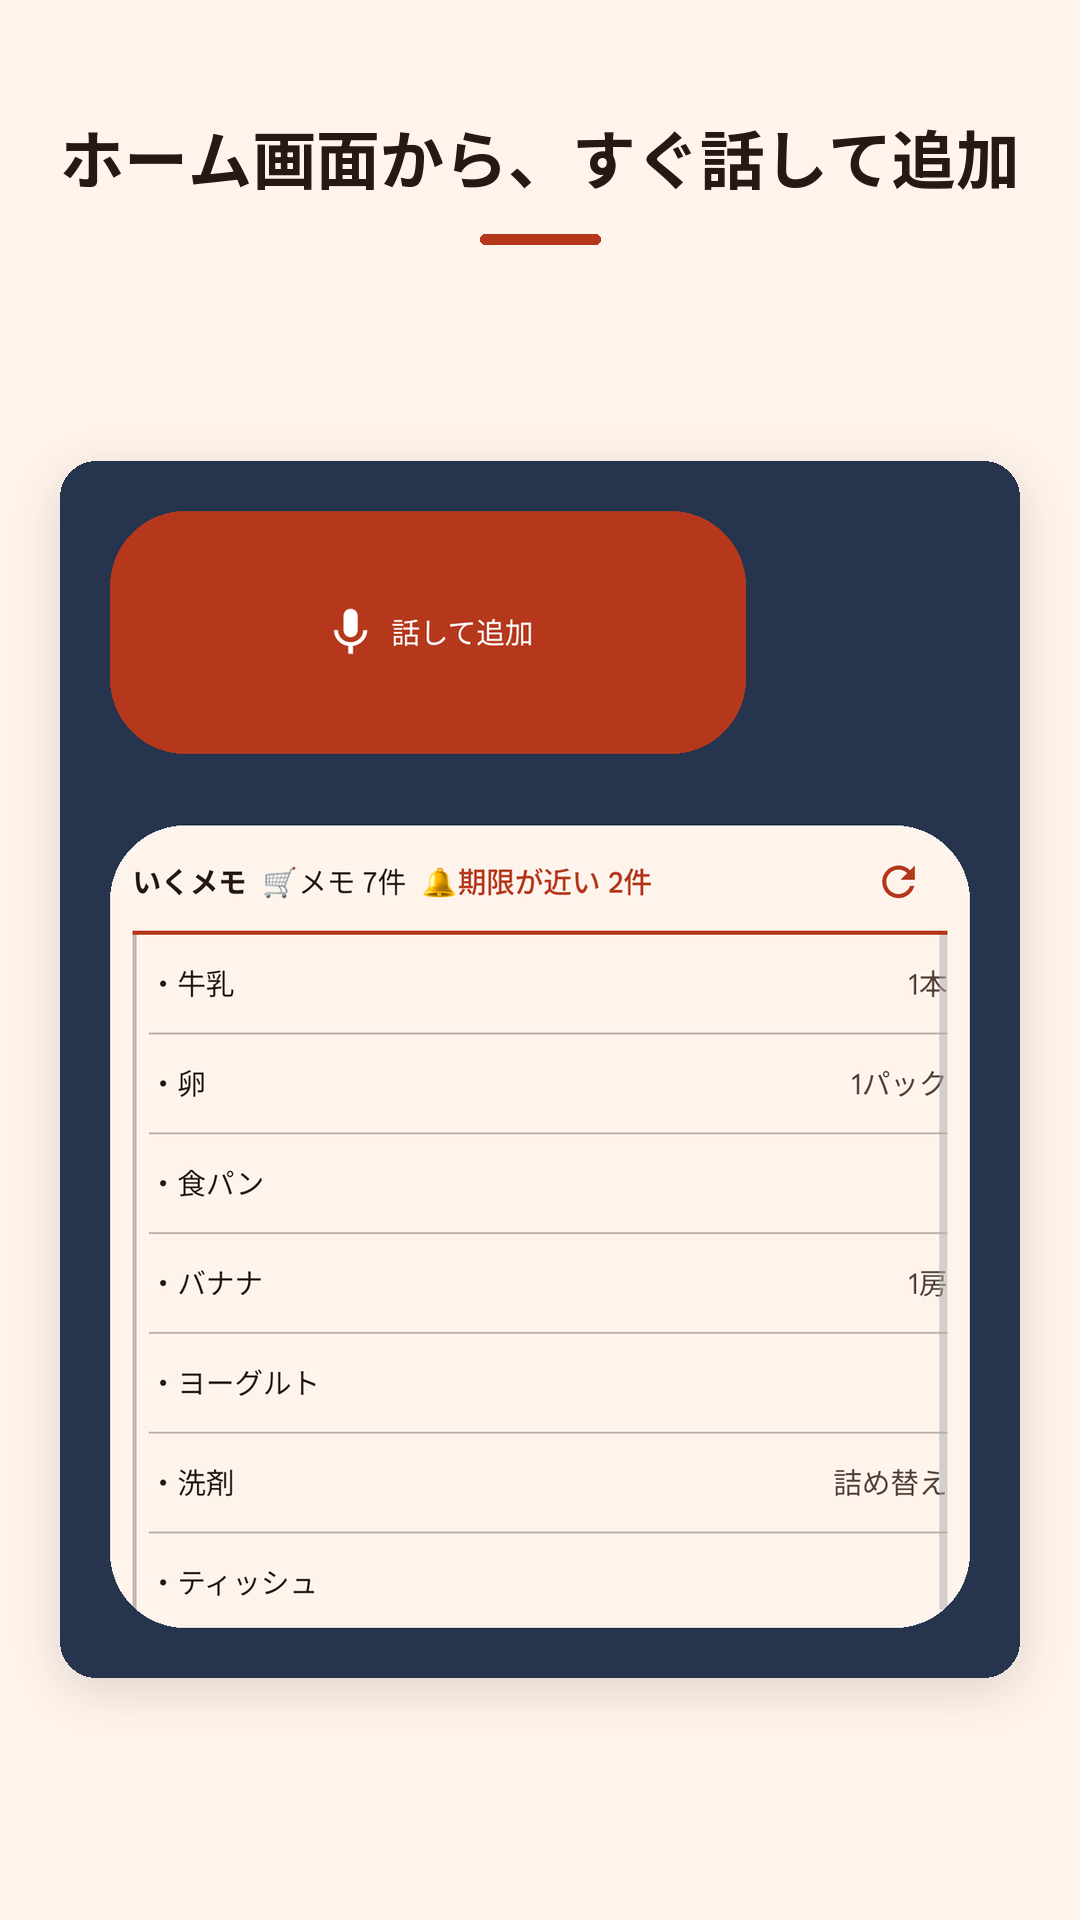 ホーム画面から、すぐ話して追加
話して追加
いくメモ 🛒メモ 7件 🔔期限が近い 2件
・牛乳 1本
・卵 1パック
・食パン
・バナナ 1房
・ヨーグルト
・洗剤 詰め替え
・ティッシュ